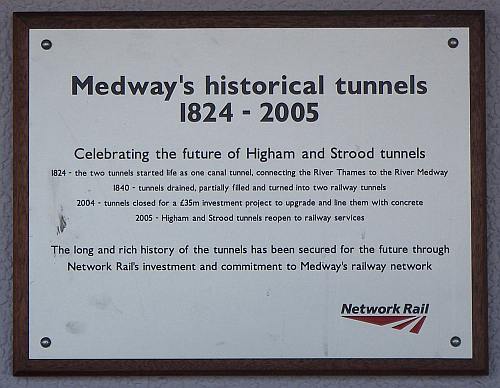 Medway's historical tunnels
1824 - 2005
Celebrating the future of Higham and Strood tunnels
1824 - the two tunnels started life as one canal tunnel, connecting the River Thames to the River Medway
1840 - tunnels drained, partially filled and turned into two railway tunnels
2004 - tunnels closed for a £35m investment project to upgrade and line them with concrete
2005 - Higham and Strood tunnels reopen to railway services
The long and rich history of the tunnels has been secured for the future through
Network Rail's investment and commitment to Medway's railway network
Network Rail